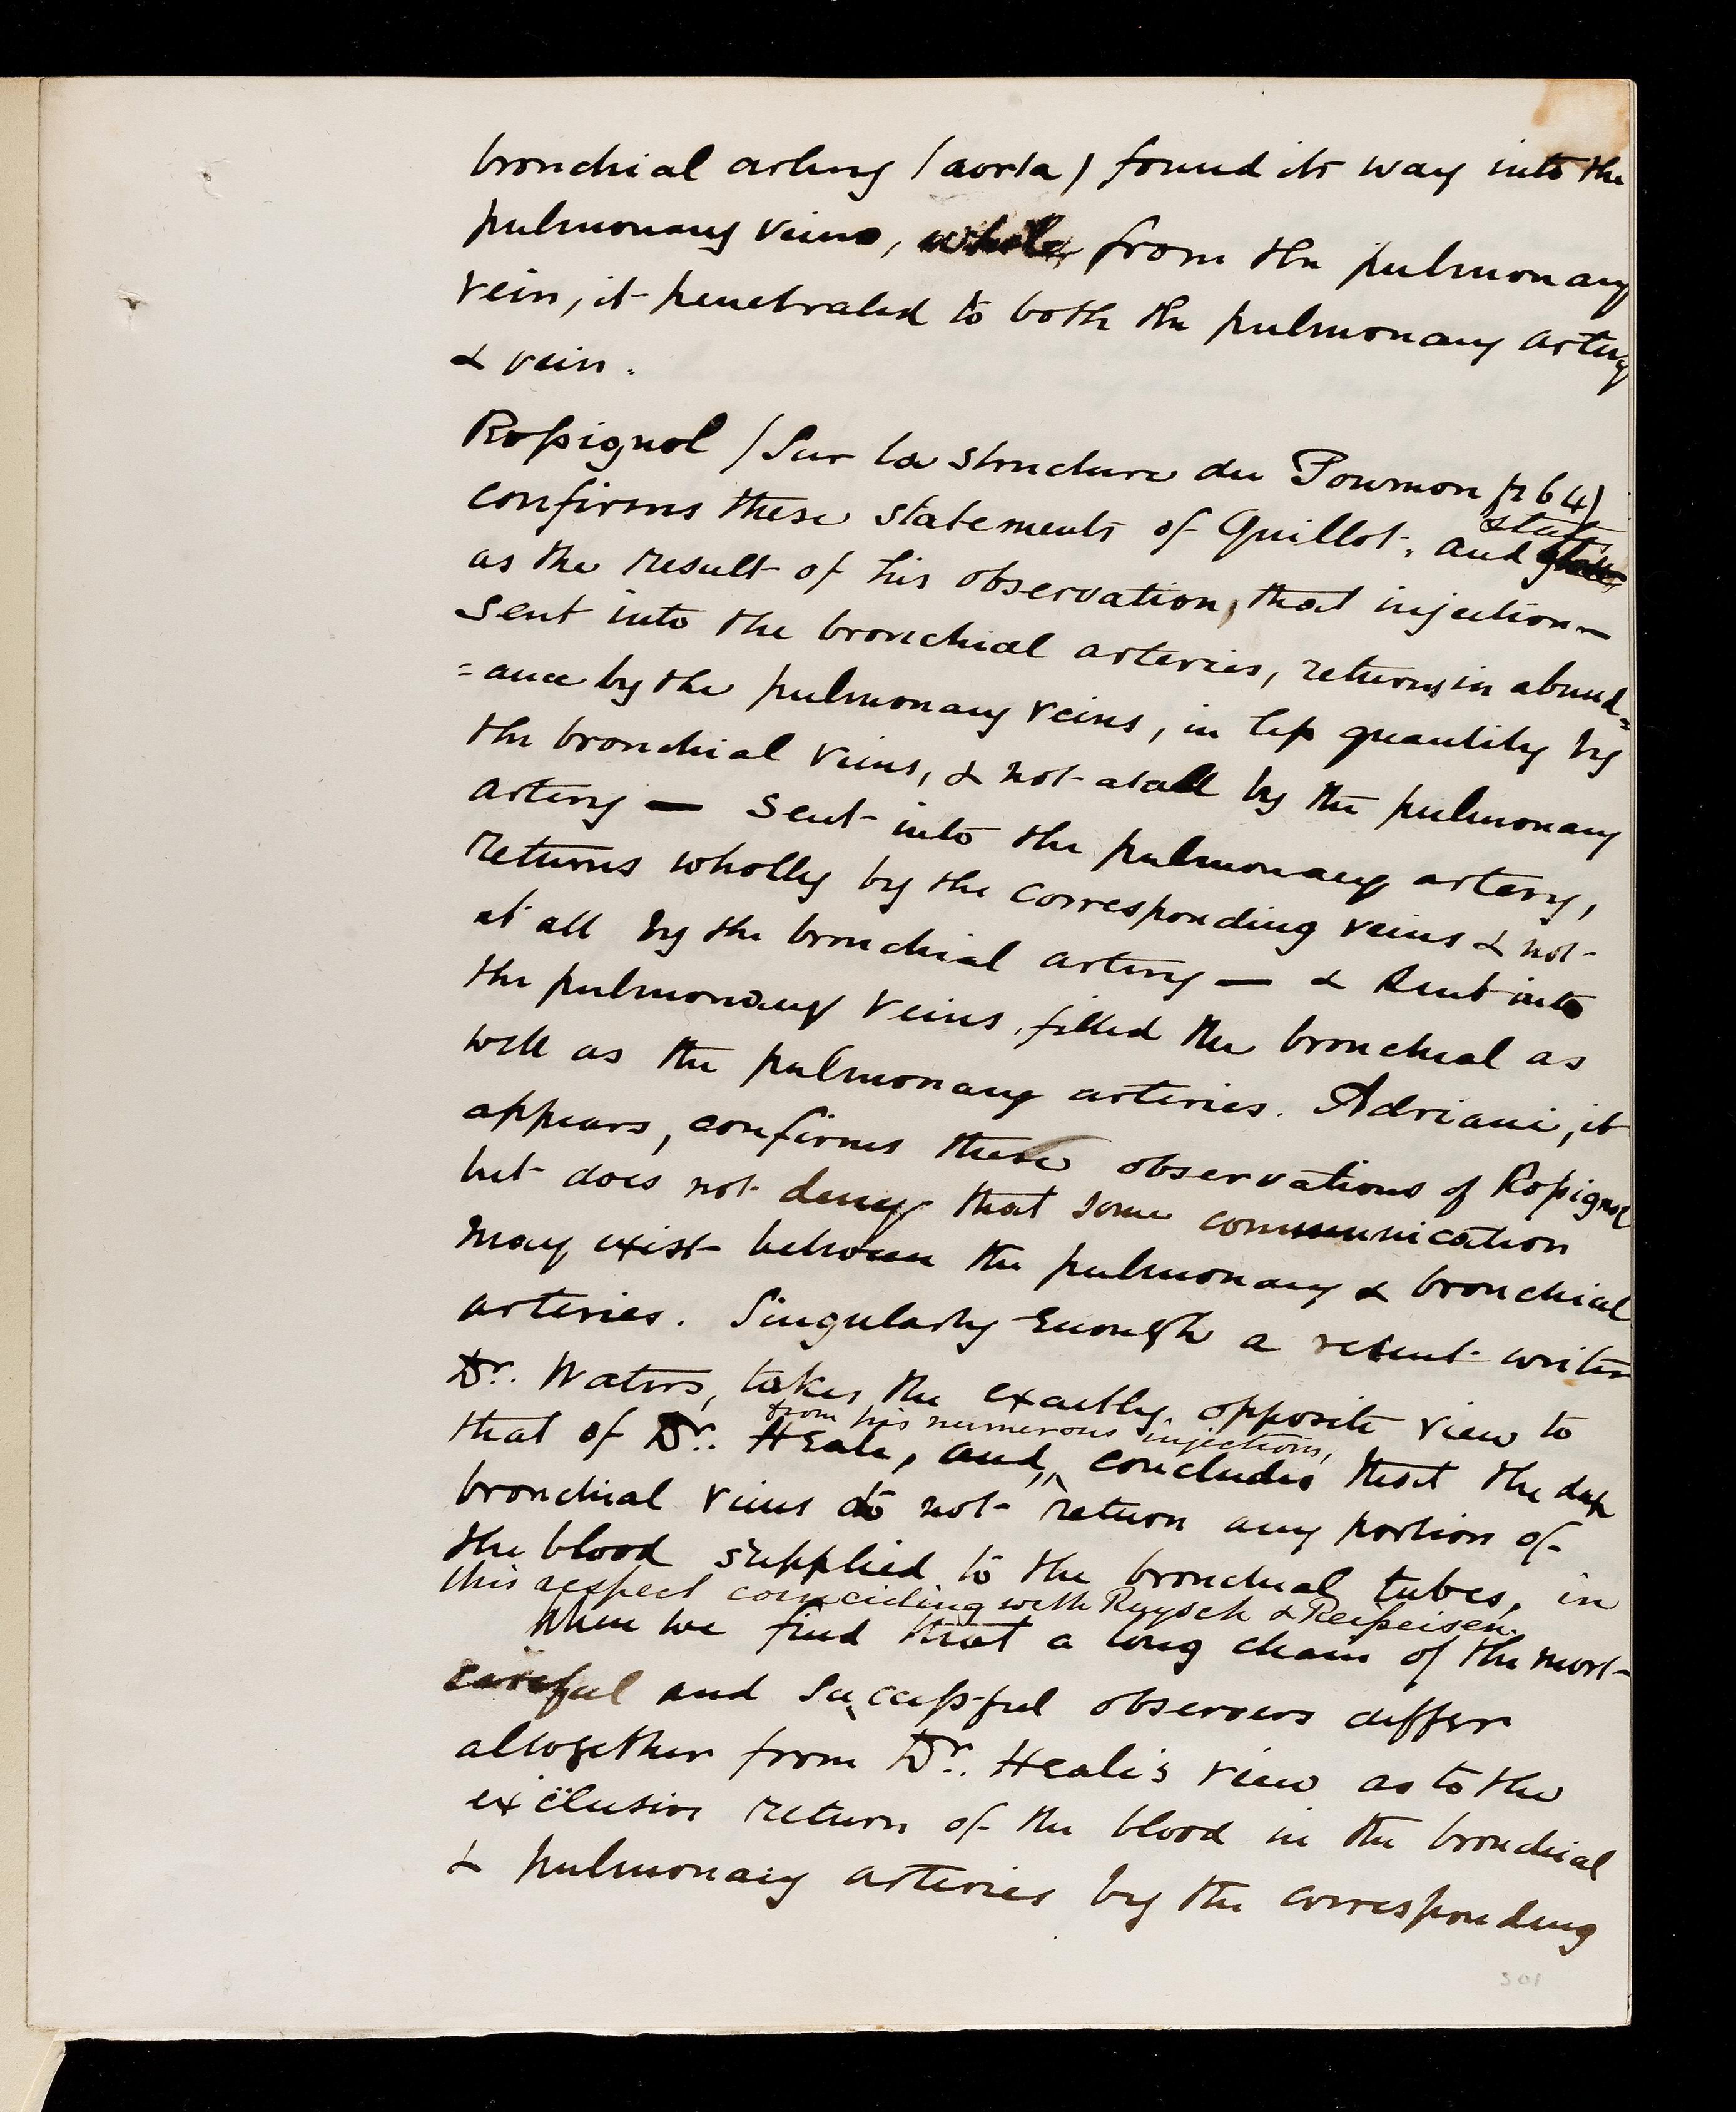 bronchial artery (aorta) found its way into the
pulmonary veins, while, from the pulmonary
vein, it penetrated to both the pulmonary artery
& vein.
Rossignol (Sur la structure du Poumon p 64)
confirms these statements of Guillot, and
state
as the result of his observation, that injection
sent into the bronchial arteries, returns in abund=
=ance by the pulmonary veins, in less quantity by
the bronchial veins, & not at all by the pulmonary
artery — sent into the pulmonary artery,
returns wholly by the corresponding veins & not
at all by the bronchial artery — & sent into
the pulmonary veins, filled the bronchial as
well as the pulmonary arteries. Adriani, it
appears, confirms these observations of Rossignol
but does not deny that some communication
may exist between the pulmonary & bronchial
arteries. Singularly enough a recent writer
Dr. Waters, takes the exactly opposite view to
from his numerous injections,
that of Dr. Heale, and, concludes that the deep
bronchial veins do not return any portion of
the blood supplied to the bronchial tubes, in
this respect coinciding with Ruysch & Reisseisen.
When we find that a long chain of the most
careful and successful observers differ
altogether from Dr. Heale's view as to the
exclusive return of the blood in the bronchial
& pulmonary arteries by the corresponding
301